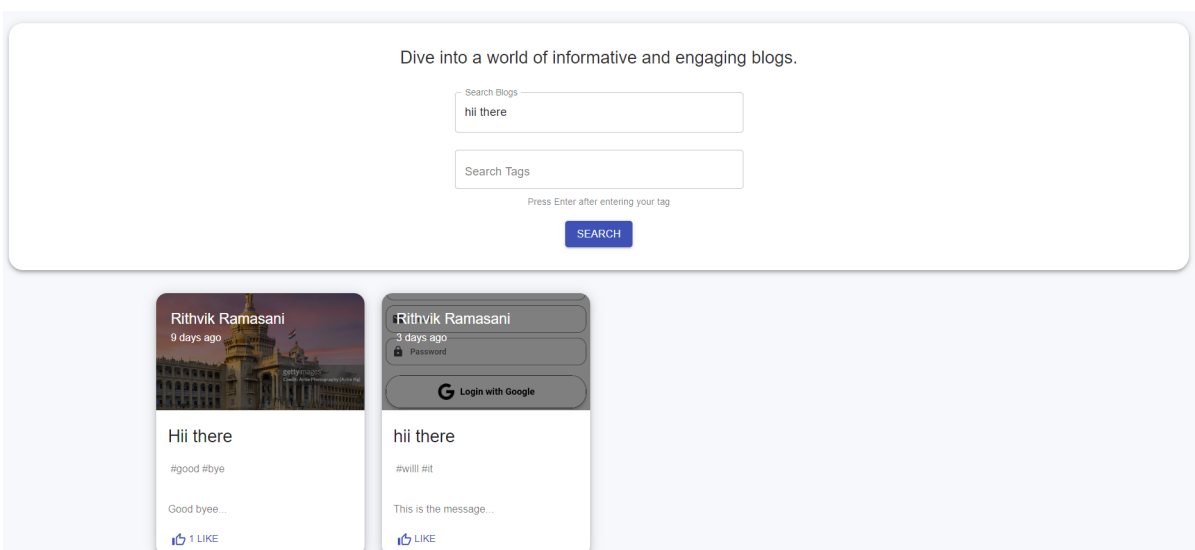 Dive into a world of informative and engaging blogs.
Search Blogs
hii there
Search Tags
Press Enter after entering your tag
SEARCH
Rithvik Ramasani
9 days ago
gettyimages
Hii there
#good #bye
Good byee...
1 LIKE
Rithvik Ramasani
3 days ago
Password
Login with Google
hii there
#willl #it
This is the message...
LIKE